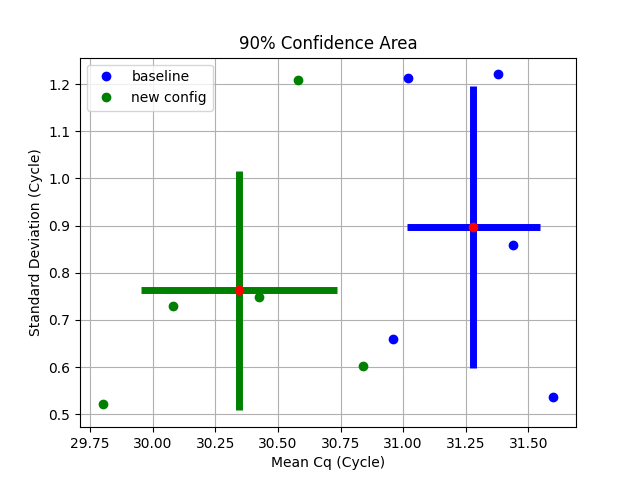 90% Confidence Area
baseline
new config
Standard Deviation (Cycle)
1.2
1.1
1.0
0.9
0.8
0.7
0.6
0.5
29.75 30.00 30.25 30.50 30.75 31.00 31.25 31.50
Mean Cq (Cycle)